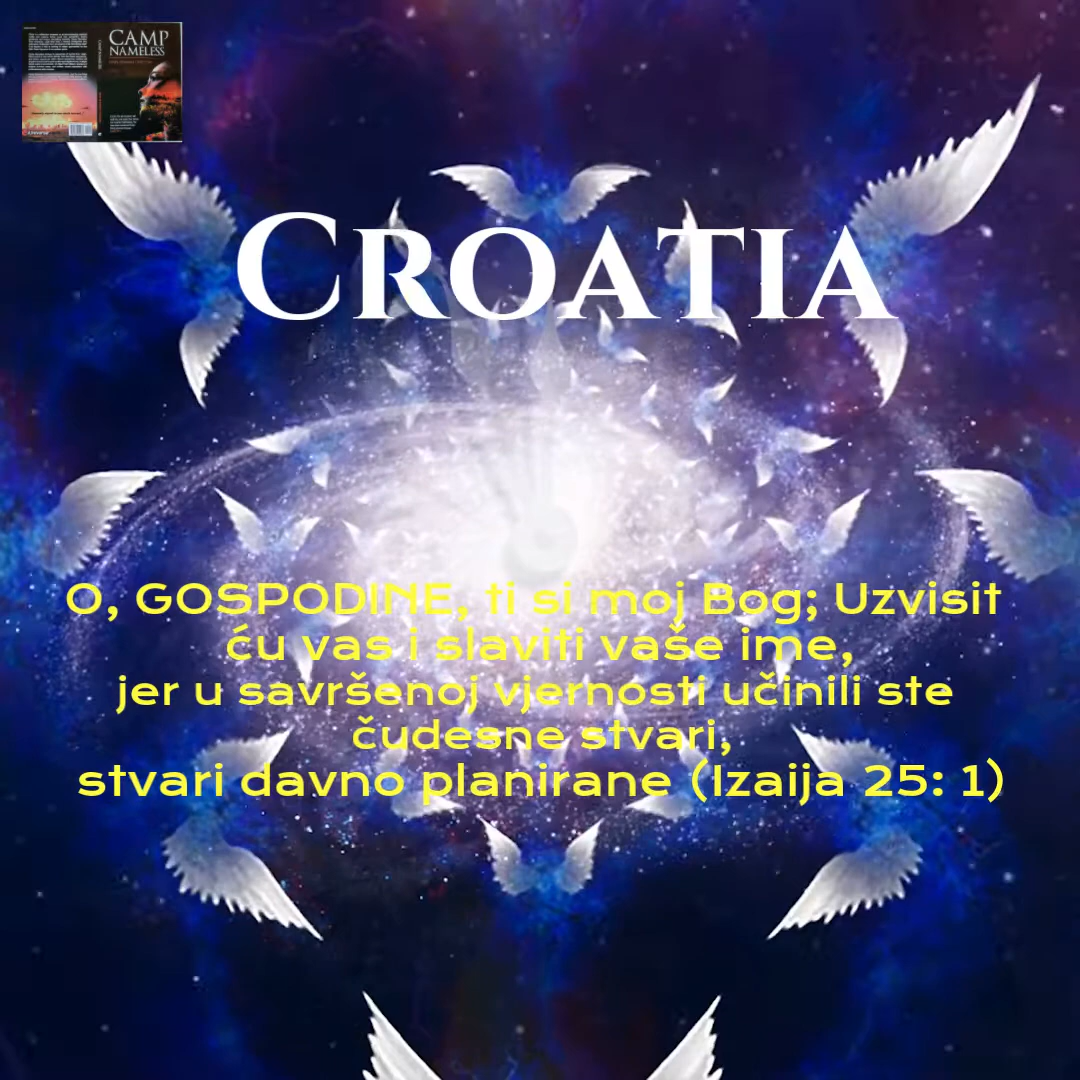 CAMP
NAMELESS
CROATIA
O, GOSPODINE, ti si moj Bog; Uzvisit
ću vas i slaviti vaše ime,
jer u savršenoj vjernosti učinili ste
čudesne stvari,
stvari davno planirane (Izaija 25: 1)